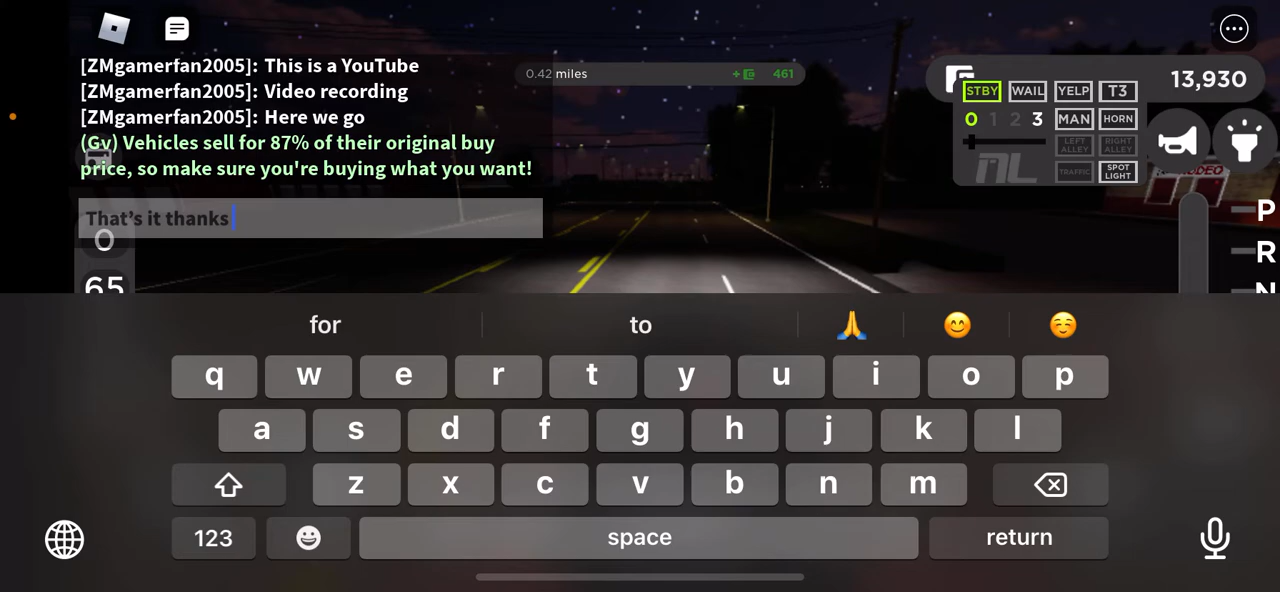 [ZMgamerfan2005]: This is a YouTube
[ZMgamerfan2005]: Video recording
[ZMgamerfan2005]: Here we go
(Gv) Vehicles sell for 87% of their original buy
price, so make sure you're buying what you want!
That's it thanks
0.42 miles + 461
13,930
STBY WAIL YELP T3
0 1 2 3 MAN HORN
LEFT ALLEY RIGHT ALLEY
TRAFFIC SPOT LIGHT
NL
RODEO
0
65
P
R
N
for to 🙏 😊 ☺️
q w e r t y u i o p
a s d f g h j k l
z x c v b n m
123 space return